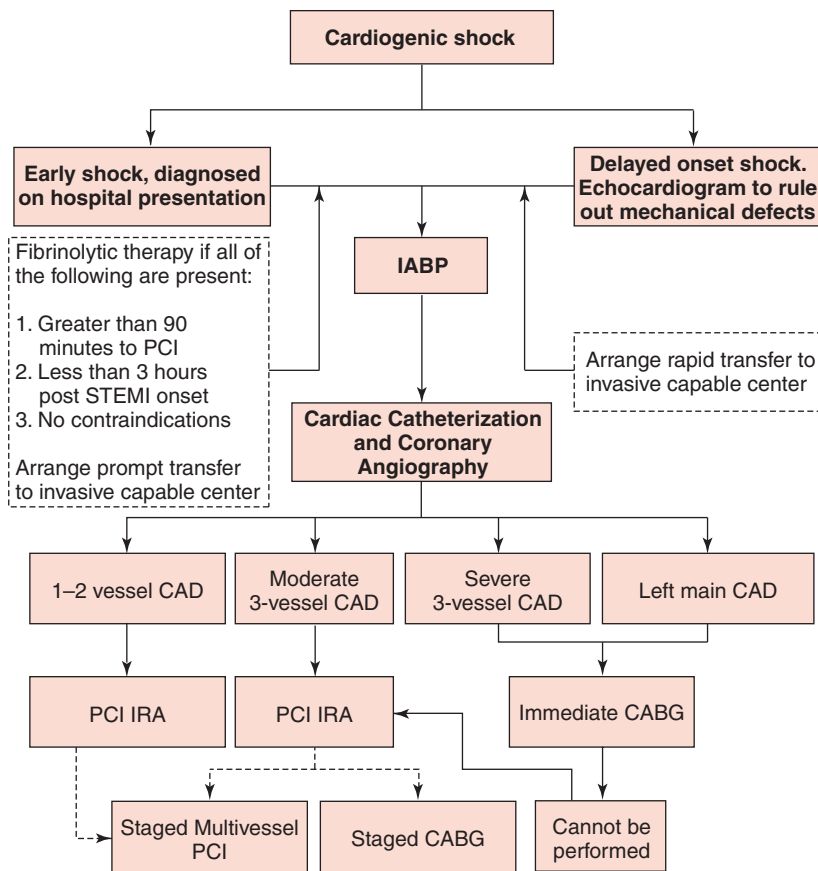 Cardiogenic shock
Early shock, diagnosed
on hospital presentation
Delayed onset shock.
Echocardiogram to rule
out mechanical defects
Fibrinolytic therapy if all of
the following are present:
1. Greater than 90
minutes to PCI
2. Less than 3 hours
post STEMI onset
3. No contraindications
Arrange prompt transfer
to invasive capable center
IABP
Arrange rapid transfer to
invasive capable center
Cardiac Catheterization
and Coronary
Angiography
1–2 vessel CAD
Moderate
3-vessel CAD
Severe
3-vessel CAD
Left main CAD
PCI IRA
PCI IRA
Immediate CABG
Staged Multivessel
PCI
Staged CABG
Cannot be
performed